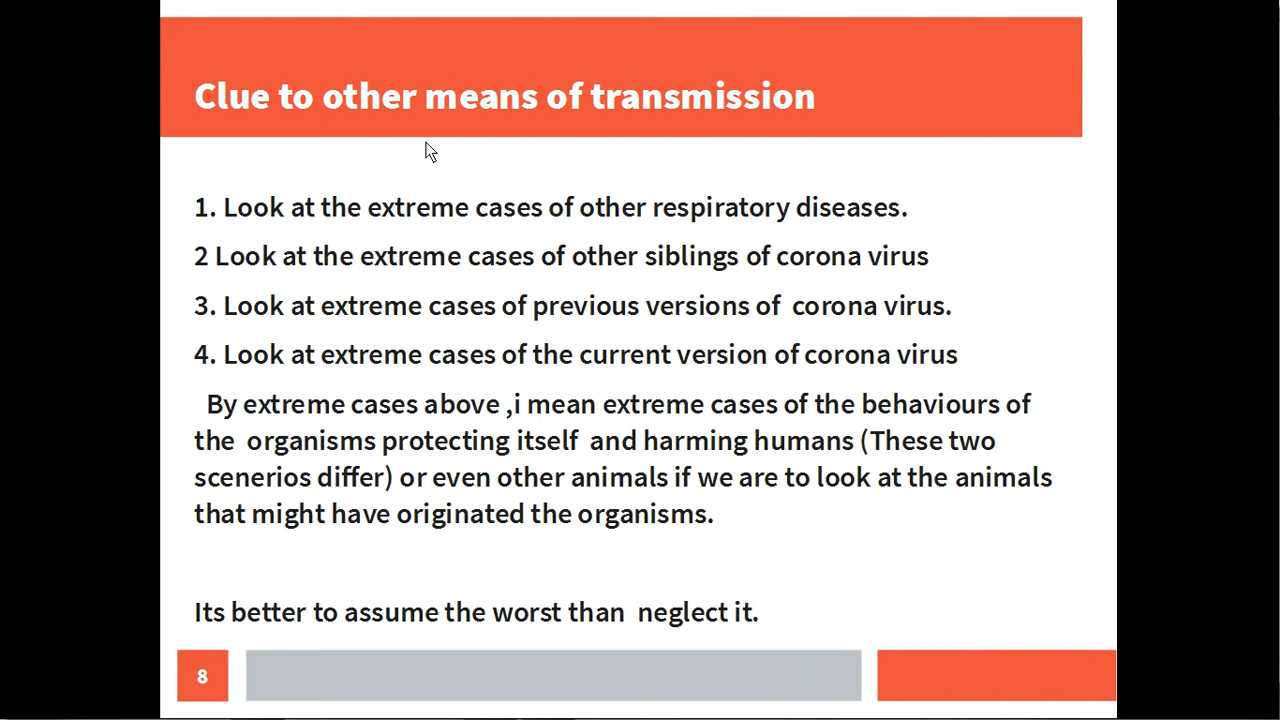 Clue to other means of transmission
1. Look at the extreme cases of other respiratory diseases.
2 Look at the extreme cases of other siblings of corona virus
3. Look at extreme cases of previous versions of  corona virus.
4. Look at extreme cases of the current version of corona virus
By extreme cases above ,i mean extreme cases of the behaviours of
the  organisms protecting itself  and harming humans (These two
scenerios differ) or even other animals if we are to look at the animals
that might have originated the organisms.
Its better to assume the worst than  neglect it.
8